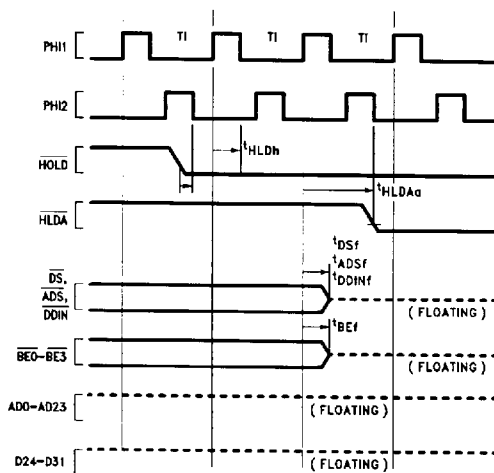 PHI1 TI TI TI
PHI2
HOLD tHLDh
HLDA tHLDAa
tDSf
tADSf
tDDINf
DS,
ADS,
DDIN
(FLOATING)
tBEf
BE0-BE3
(FLOATING)
AD0-AD23
(FLOATING)
D24-D31
(FLOATING)